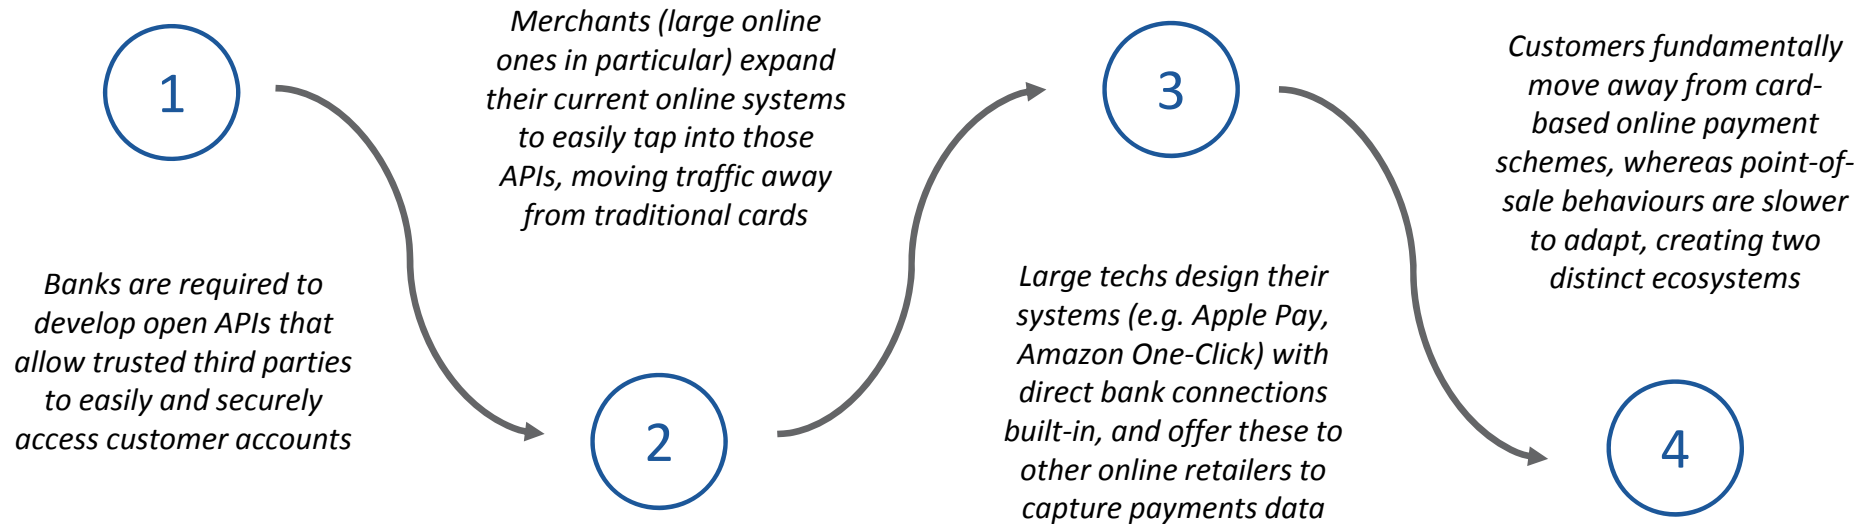 1
Banks are required to
develop open APIs that
allow trusted third parties
to easily and securely
access customer accounts
Merchants (large online
ones in particular) expand
their current online systems
to easily tap into those
APIs, moving traffic away
from traditional cards
2
3
Large techs design their
systems (e.g. Apple Pay,
Amazon One-Click) with
direct bank connections
built-in, and offer these to
other online retailers to
capture payments data
Customers fundamentally
move away from card-
based online payment
schemes, whereas point-of-
sale behaviours are slower
to adapt, creating two
distinct ecosystems
4